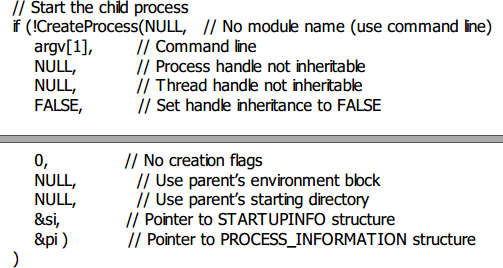 // Start the child process
if (!CreateProcess(NULL, // No module name (use command line)
argv[1], // Command line
NULL, // Process handle not inheritable
NULL, // Thread handle not inheritable
FALSE, // Set handle inheritance to FALSE
0, // No creation flags
NULL, // Use parent’s environment block
NULL, // Use parent’s starting directory
&si, // Pointer to STARTUPINFO structure
&pi ) // Pointer to PROCESS_INFORMATION structure
)